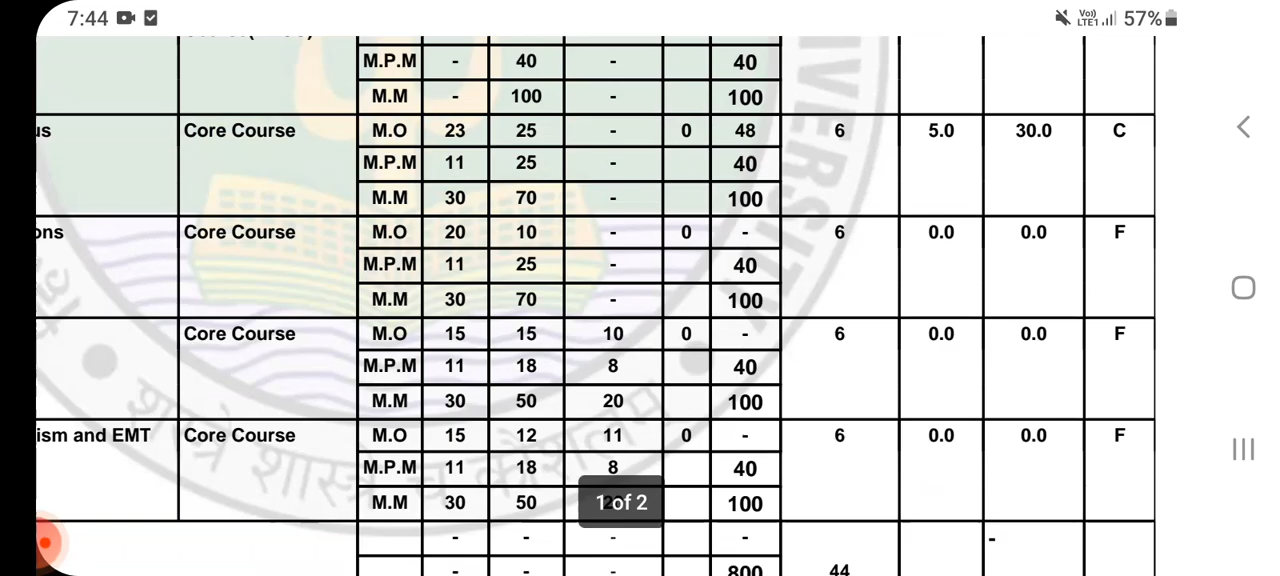 7:44 Vo)) LTE1 57%
M.P.M - 40 - 40
M.M - 100 - 100
us Core Course M.O 23 25 - 0 48 6 5.0 30.0 C
M.P.M 11 25 - 40
M.M 30 70 - 100
ons Core Course M.O 20 10 - 0 - 6 0.0 0.0 F
M.P.M 11 25 - 40
M.M 30 70 - 100
Core Course M.O 15 15 10 0 - 6 0.0 0.0 F
M.P.M 11 18 8 40
M.M 30 50 20 100
ism and EMT Core Course M.O 15 12 11 0 - 6 0.0 0.0 F
M.P.M 11 18 8 40
M.M 30 50 100
1 of 2
- - - - -
- - - 800 44
VERSITY
शास्त्रे च कौशलम्